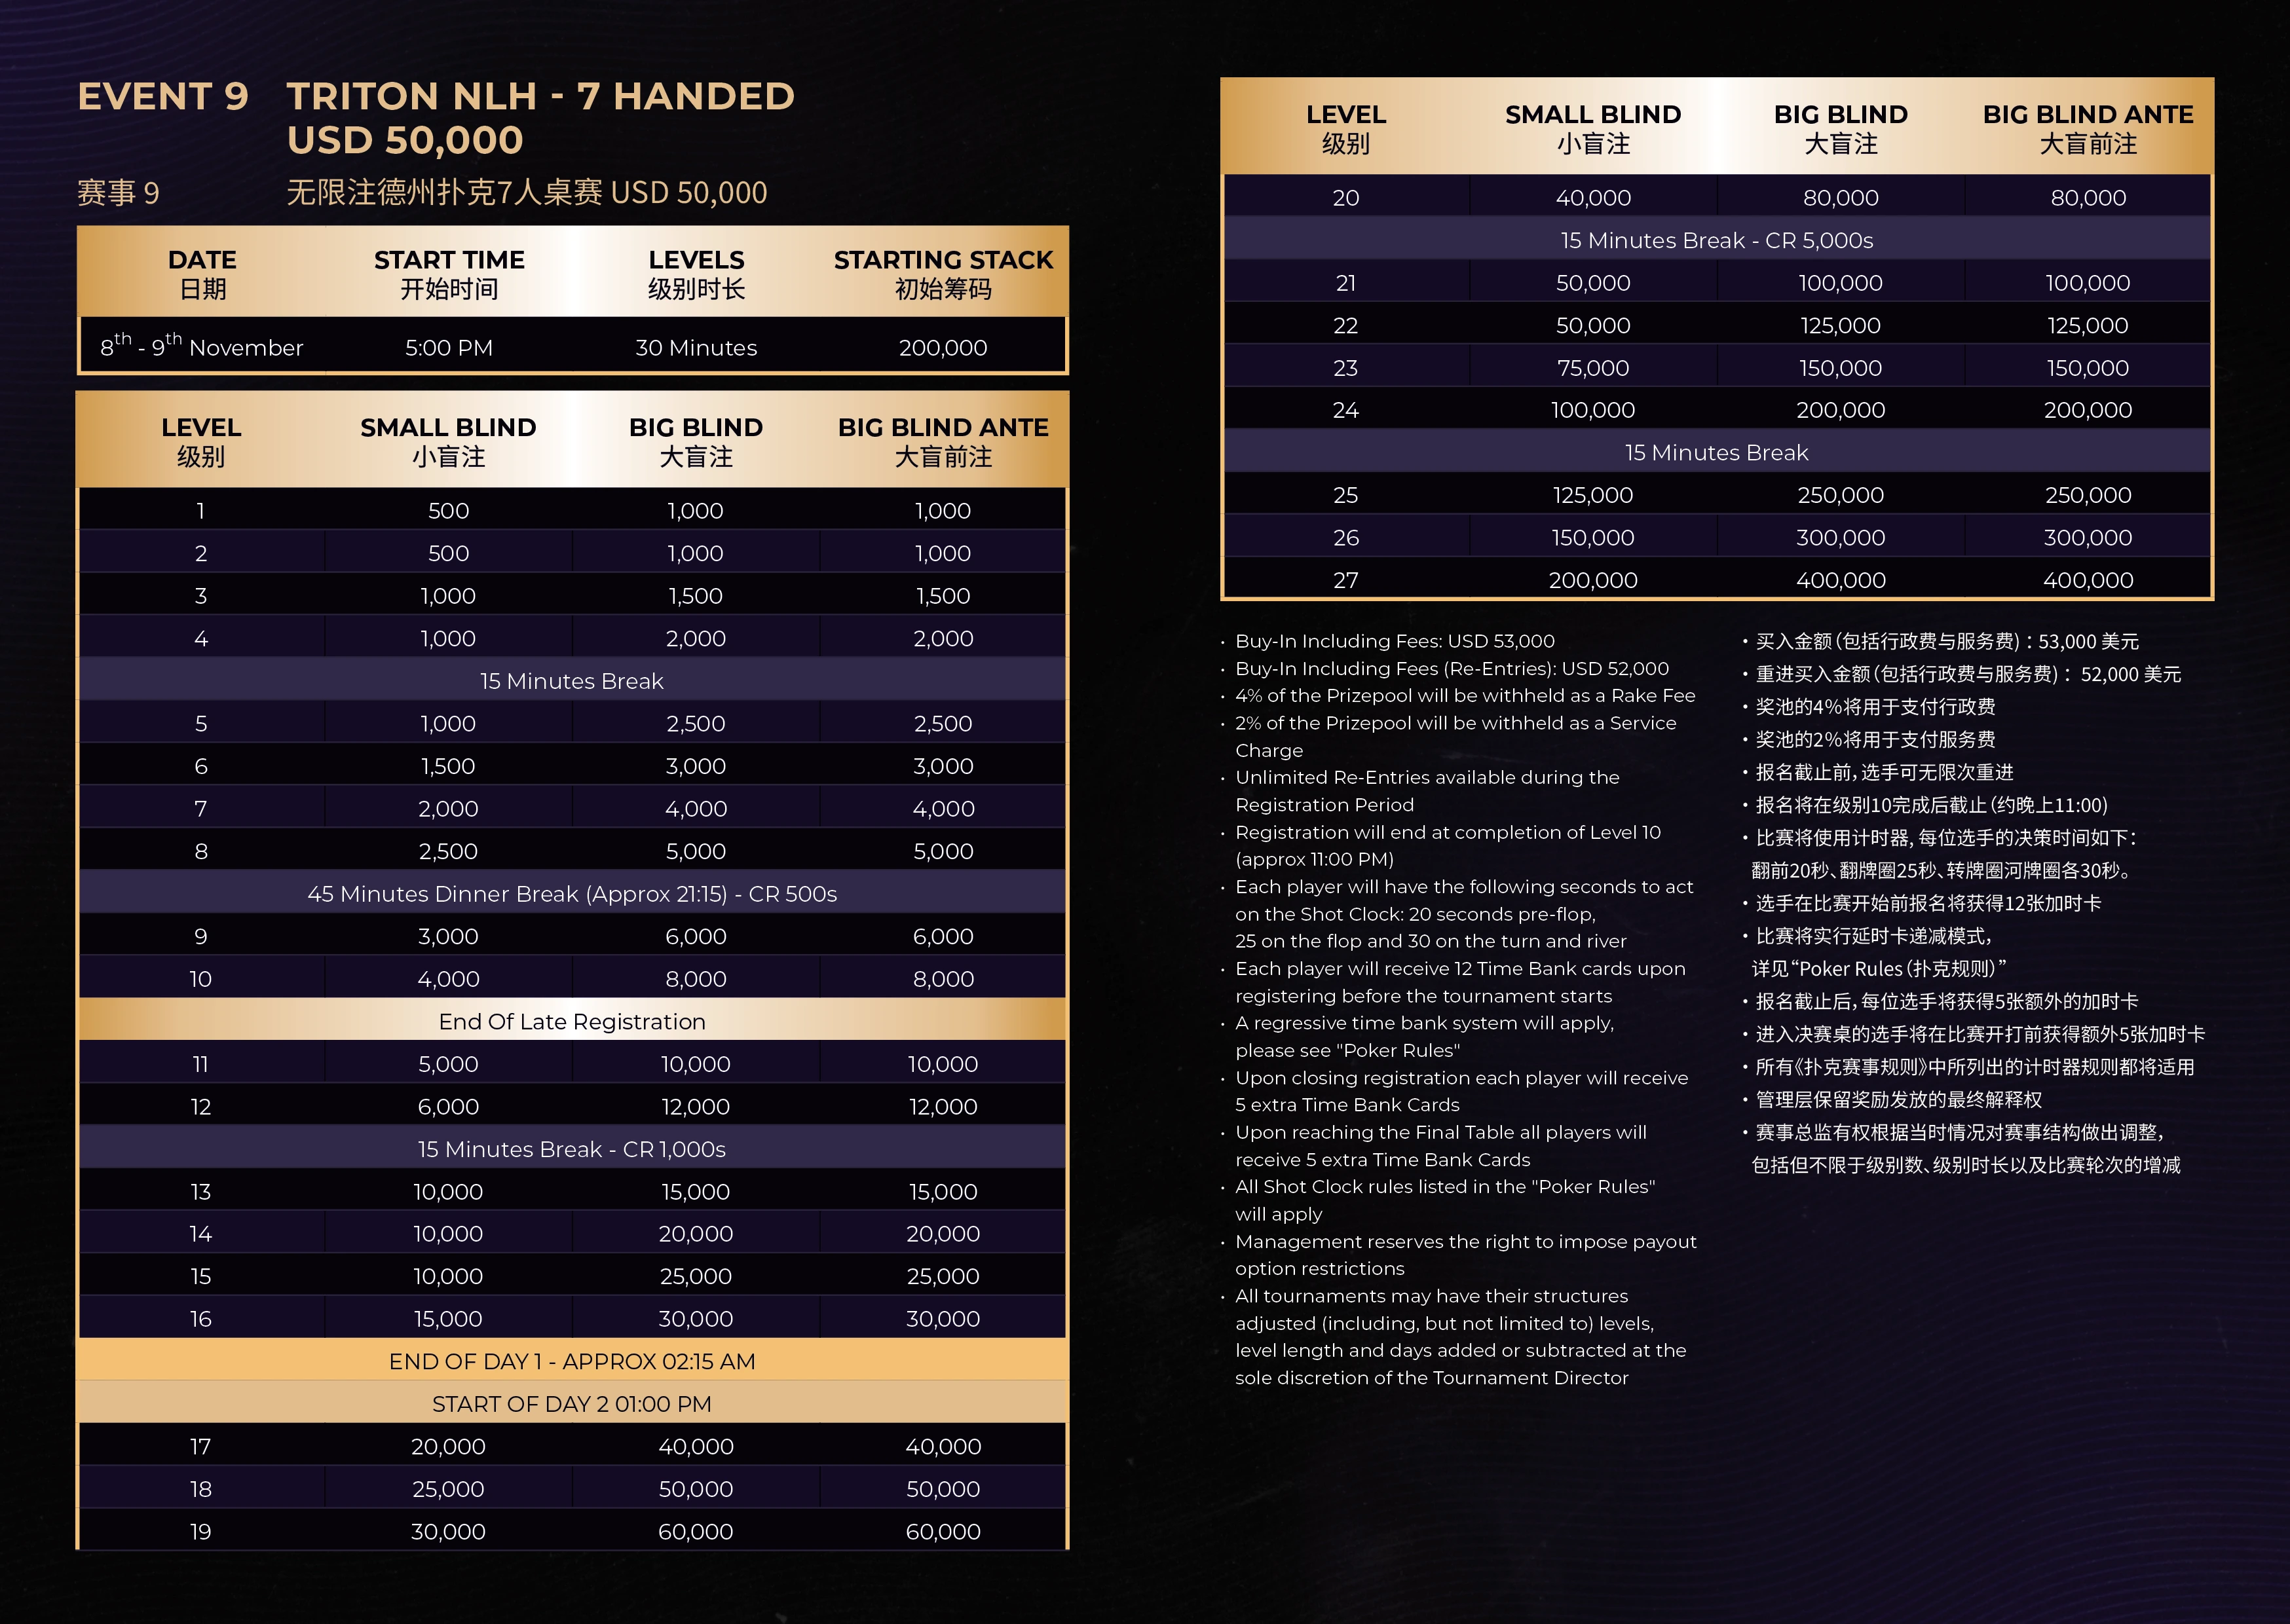 EVENT 9 TRITON NLH - 7 HANDED
USD 50,000
赛事 9 无限注德州扑克7人桌赛 USD 50,000
DATE START TIME LEVELS STARTING STACK
日期 开始时间 级别时长 初始筹码
8th - 9th November 5:00 PM 30 Minutes 200,000
LEVEL SMALL BLIND BIG BLIND BIG BLIND ANTE
级别 小盲注 大盲注 大盲前注
1 500 1,000 1,000
2 500 1,000 1,000
3 1,000 1,500 1,500
4 1,000 2,000 2,000
15 Minutes Break
5 1,000 2,500 2,500
6 1,500 3,000 3,000
7 2,000 4,000 4,000
8 2,500 5,000 5,000
45 Minutes Dinner Break (Approx 21:15) - CR 500s
9 3,000 6,000 6,000
10 4,000 8,000 8,000
End Of Late Registration
11 5,000 10,000 10,000
12 6,000 12,000 12,000
15 Minutes Break - CR 1,000s
13 10,000 15,000 15,000
14 10,000 20,000 20,000
15 10,000 25,000 25,000
16 15,000 30,000 30,000
END OF DAY 1 - APPROX 02:15 AM
START OF DAY 2 01:00 PM
17 20,000 40,000 40,000
18 25,000 50,000 50,000
19 30,000 60,000 60,000
LEVEL SMALL BLIND BIG BLIND BIG BLIND ANTE
级别 小盲注 大盲注 大盲前注
20 40,000 80,000 80,000
15 Minutes Break - CR 5,000s
21 50,000 100,000 100,000
22 50,000 125,000 125,000
23 75,000 150,000 150,000
24 100,000 200,000 200,000
15 Minutes Break
25 125,000 250,000 250,000
26 150,000 300,000 300,000
27 200,000 400,000 400,000
· Buy-In Including Fees: USD 53,000
· Buy-In Including Fees (Re-Entries): USD 52,000
· 4% of the Prizepool will be withheld as a Rake Fee
· 2% of the Prizepool will be withheld as a Service
Charge
· Unlimited Re-Entries available during the
Registration Period
· Registration will end at completion of Level 10
(approx 11:00 PM)
· Each player will have the following seconds to act
on the Shot Clock: 20 seconds pre-flop,
25 on the flop and 30 on the turn and river
· Each player will receive 12 Time Bank cards upon
registering before the tournament starts
· A regressive time bank system will apply,
please see "Poker Rules"
· Upon closing registration each player will receive
5 extra Time Bank Cards
· Upon reaching the Final Table all players will
receive 5 extra Time Bank Cards
· All Shot Clock rules listed in the "Poker Rules"
will apply
· Management reserves the right to impose payout
option restrictions
· All tournaments may have their structures
adjusted (including, but not limited to) levels,
level length and days added or subtracted at the
sole discretion of the Tournament Director
· 买入金额（包括行政费与服务费）：53,000 美元
· 重进买入金额（包括行政费与服务费）：52,000 美元
· 奖池的4%将用于支付行政费
· 奖池的2%将用于支付服务费
· 报名截止前，选手可无限次重进
· 报名将在级别10完成后截止（约晚上11:00）
· 比赛将使用计时器，每位选手的决策时间如下：
翻前20秒、翻牌圈25秒、转牌圈河牌圈各30秒。
· 选手在比赛开始前报名将获得12张加时卡
· 比赛将实行延时卡递减模式，
详见“Poker Rules（扑克规则）”
· 报名截止后，每位选手将获得5张额外的加时卡
· 进入决赛桌的选手将在比赛开打前获得额外5张加时卡
· 所有《扑克赛事规则》中所列出的计时器规则都将适用
· 管理层保留奖励发放的最终解释权
· 赛事总监有权根据当时情况对赛事结构做出调整，
包括但不限于级别数、级别时长以及比赛轮次的增减